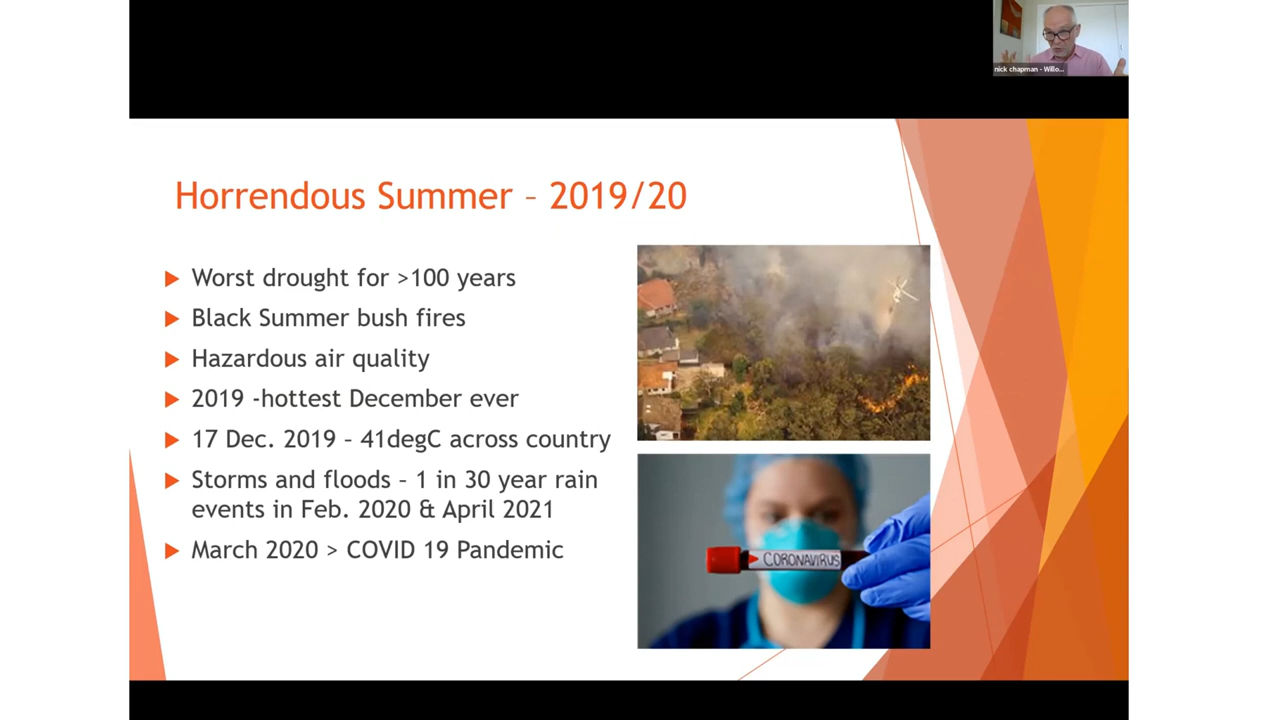 nick chapman - Willo...
Horrendous Summer – 2019/20
Worst drought for >100 years
Black Summer bush fires
Hazardous air quality
2019 -hottest December ever
17 Dec. 2019 – 41degC across country
Storms and floods – 1 in 30 year rain
events in Feb. 2020 & April 2021
March 2020 > COVID 19 Pandemic
CORONAVIRUS